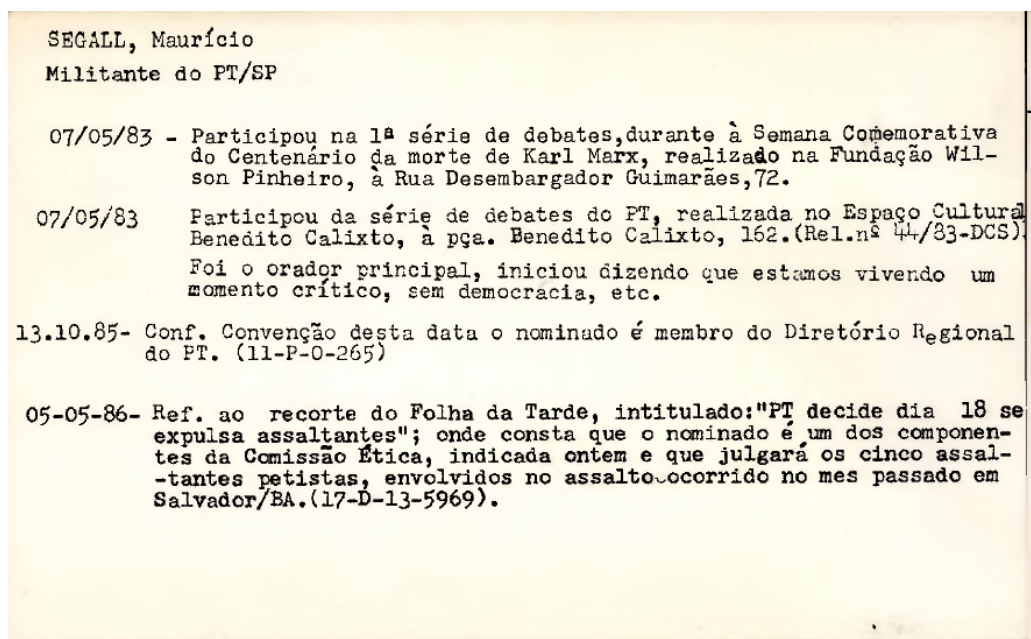 SEGALL, Maurício
Militante do PT/SP
07/05/83 - Participou na 1ª série de debates,durante à Semana Comemorativa
do Centenário da morte de Karl Marx, realizado na Fundação Wil-
son Pinheiro, à Rua Desembargador Guimarães,72.
07/05/83 Participou da série de debates do PT, realizada no Espaço Cultural
Benedito Calixto, à pça. Benedito Calixto, 162.(Rel.nº 44/83-DCS)
Foi o orador principal, iniciou dizendo que estamos vivendo um
momento crítico, sem democracia, etc.
13.10.85- Conf. Convenção desta data o nominado é membro do Diretório Regional
do PT. (11-P-0-265)
05-05-86- Ref. ao recorte do Folha da Tarde, intitulado:"PT decide dia 18 se
expulsa assaltantes"; onde consta que o nominado é um dos componen-
tes da Comissão Ética, indicada ontem e que julgará os cinco assal-
-tantes petistas, envolvidos no assalto ocorrido no mes passado em
Salvador/BA.(17-D-13-5969).